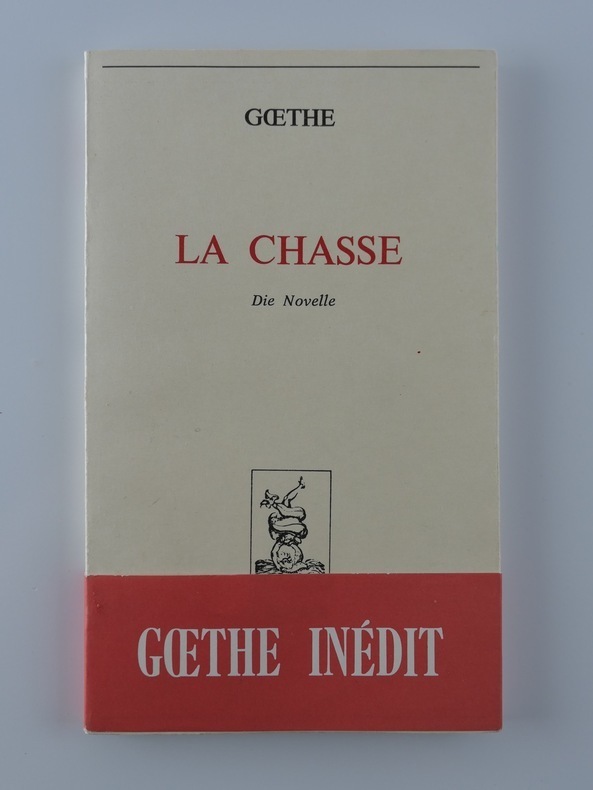 GŒTHE
LA CHASSE
Die Novelle
GŒTHE INÉDIT